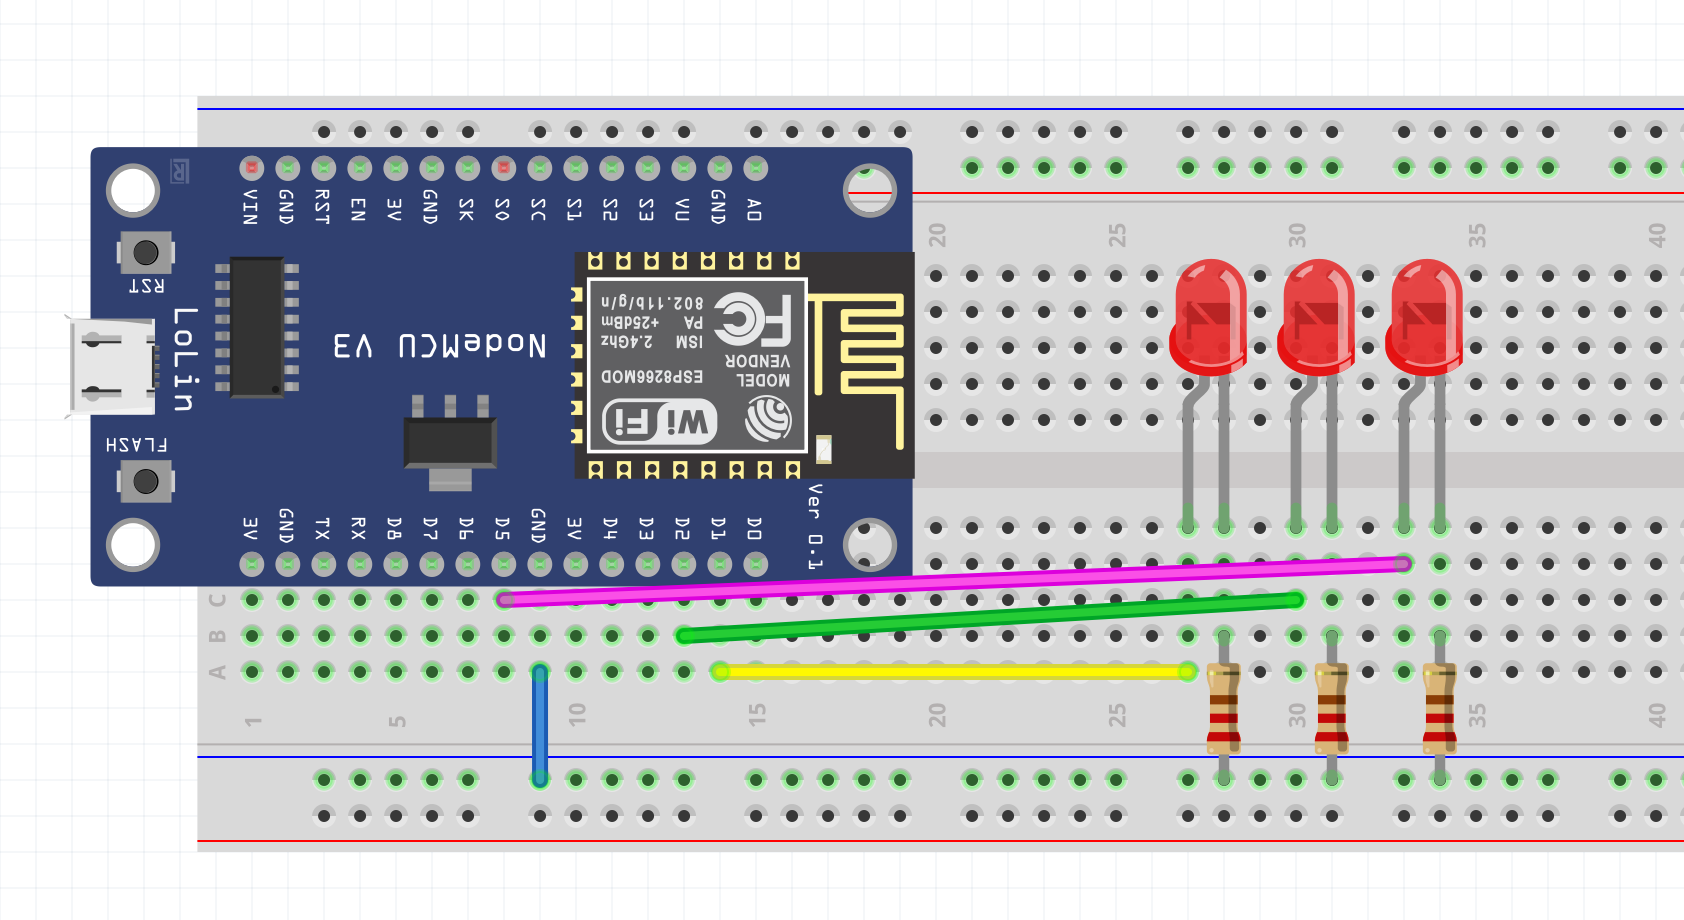 VIN GND RST EN 3V GND SK SO SC S1 S2 S3 VU GND AO
20 25 30 35 40
RST
LoLin
NodeMCU V3
802.11b/g/n
PA +25dBm
ISM 2.4GHz
FC
VENDOR
MODEL ESP8266MOD
Wi Fi
FLASH
3V GND TX RX D8 D7 D6 D5 GND 3V D4 D3 D2 D1 D0
Ver 0.1
C
B
A
1 5 10 15 20 25 30 35 40